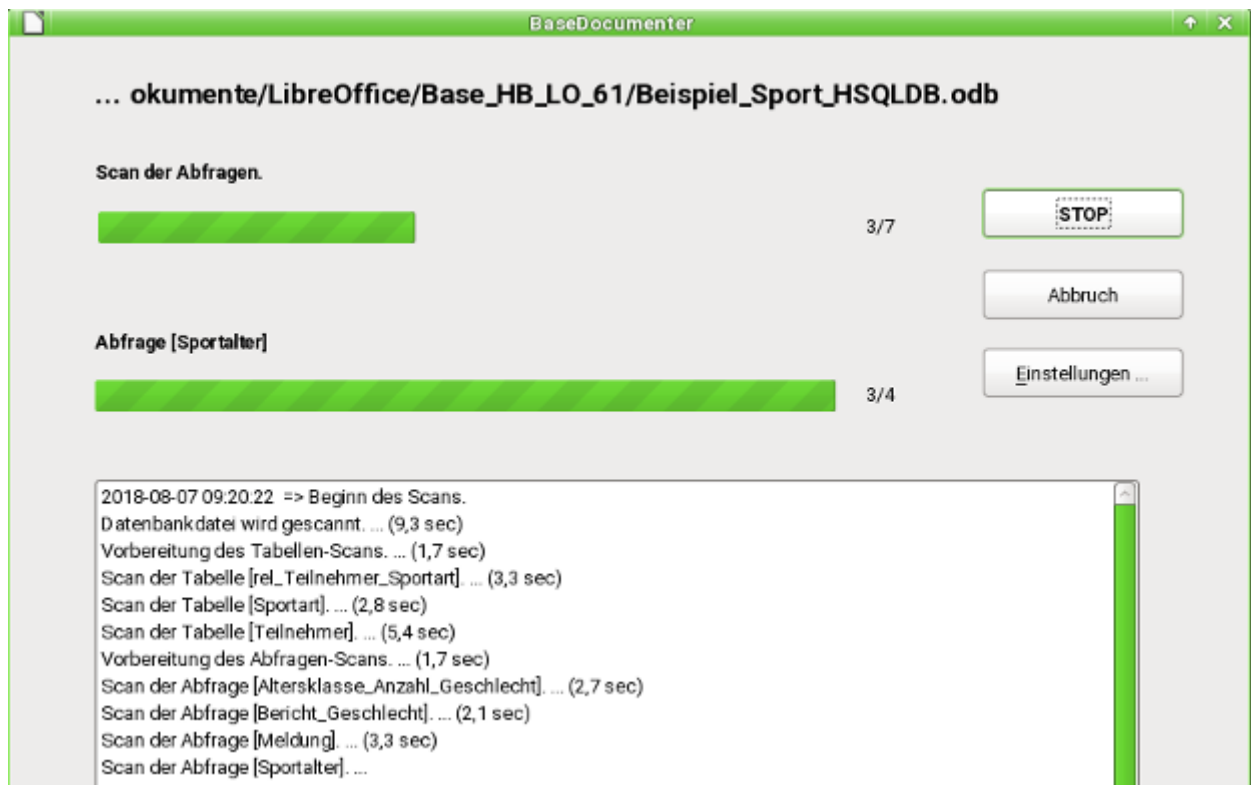 BaseDocumenter
... okumente/LibreOffice/Base_HB_LO_61/Beispiel_Sport_HSQLDB.odb
Scan der Abfragen.
3/7
STOP
Abbruch
Abfrage [Sportalter]
3/4
Einstellungen ...
2018-08-07 09:20:22 => Beginn des Scans.
Datenbankdatei wird gescannt. ... (9,3 sec)
Vorbereitung des Tabellen-Scans. ... (1,7 sec)
Scan der Tabelle [rel_Teilnehmer_Sportart]. ... (3,3 sec)
Scan der Tabelle [Sportart]. ... (2,8 sec)
Scan der Tabelle [Teilnehmer]. ... (5,4 sec)
Vorbereitung des Abfragen-Scans. ... (1,7 sec)
Scan der Abfrage [Altersklasse_Anzahl_Geschlecht]. ... (2,7 sec)
Scan der Abfrage [Bericht_Geschlecht]. ... (2,1 sec)
Scan der Abfrage [Meldung]. ... (3,3 sec)
Scan der Abfrage [Sportalter]. ...